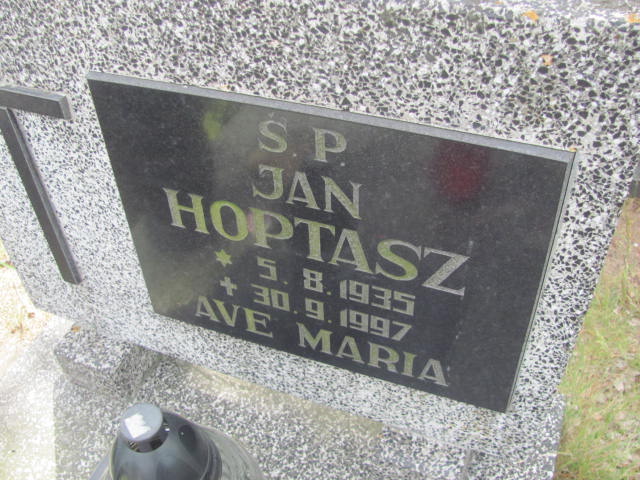 Ś.P.
JAN
HOPTASZ
* 5. 8. 1935
+ 30. 9. 1997
AVE MARIA